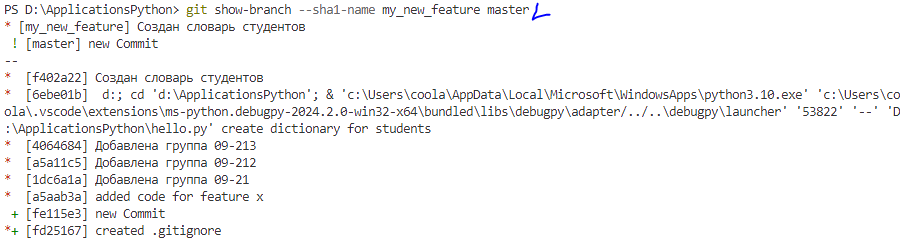 PS D:\ApplicationsPython> git show-branch --sha1-name my_new_feature master
* [my_new_feature] Создан словарь студентов
 ! [master] new Commit
--
*  [f402a22] Создан словарь студентов
*  [6ebe01b]  d:; cd 'd:\ApplicationsPython'; & 'c:\Users\coola\AppData\Local\Microsoft\WindowsApps\python3.10.exe' 'c:\Users\co
ola\.vscode\extensions\ms-python.debugpy-2024.2.0-win32-x64\bundled\libs\debugpy\adapter/../..\debugpy\launcher' '53822' '--' 'D
:\ApplicationsPython\hello.py' create dictionary for students
*  [4064684] Добавлена группа 09-213
*  [a5a11c5] Добавлена группа 09-212
*  [1dc6a1a] Добавлена группа 09-21
*  [a5aab3a] added code for feature x
 + [fe115e3] new Commit
*+ [fd25167] created .gitignore